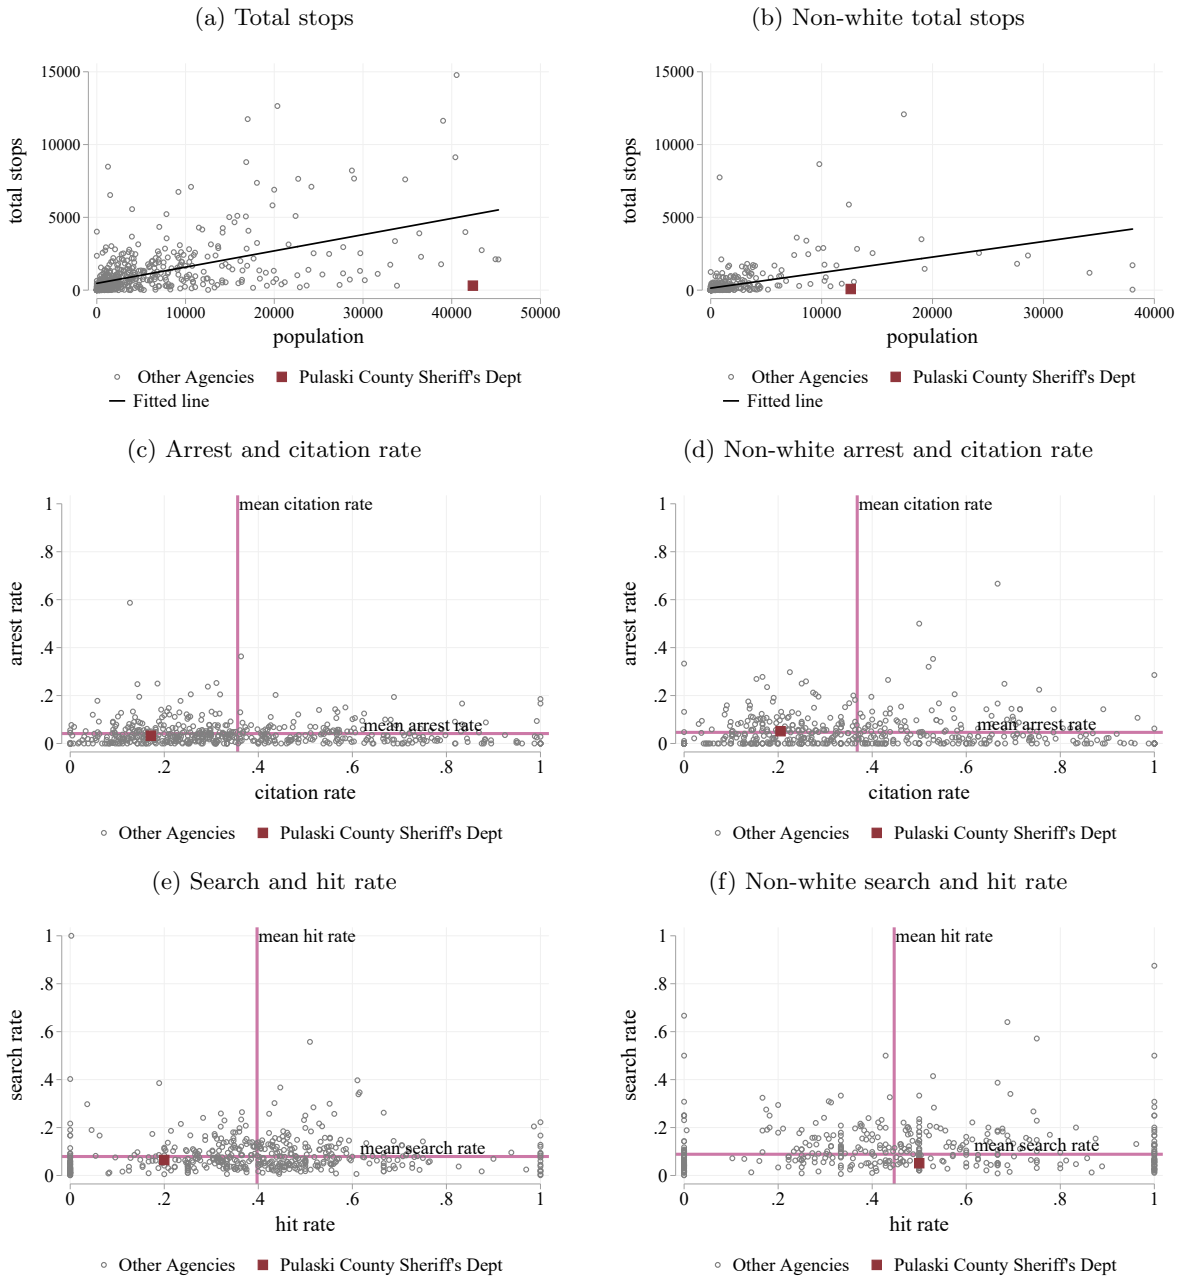 (a) Total stops
(b) Non-white total stops
15000
10000
5000
0
total stops
0 10000 20000 30000 40000 50000
population
Other Agencies Pulaski County Sheriff's Dept
Fitted line
15000
10000
5000
0
total stops
0 10000 20000 30000 40000
population
Other Agencies Pulaski County Sheriff's Dept
Fitted line
(c) Arrest and citation rate
(d) Non-white arrest and citation rate
1
.8
.6
.4
.2
0
arrest rate
mean citation rate
mean arrest rate
0 .2 .4 .6 .8 1
citation rate
Other Agencies Pulaski County Sheriff's Dept
1
.8
.6
.4
.2
0
arrest rate
mean citation rate
mean arrest rate
0 .2 .4 .6 .8 1
citation rate
Other Agencies Pulaski County Sheriff's Dept
(e) Search and hit rate
(f) Non-white search and hit rate
1
.8
.6
.4
.2
0
search rate
mean hit rate
mean search rate
0 .2 .4 .6 .8 1
hit rate
Other Agencies Pulaski County Sheriff's Dept
1
.8
.6
.4
.2
0
search rate
mean hit rate
mean search rate
0 .2 .4 .6 .8 1
hit rate
Other Agencies Pulaski County Sheriff's Dept